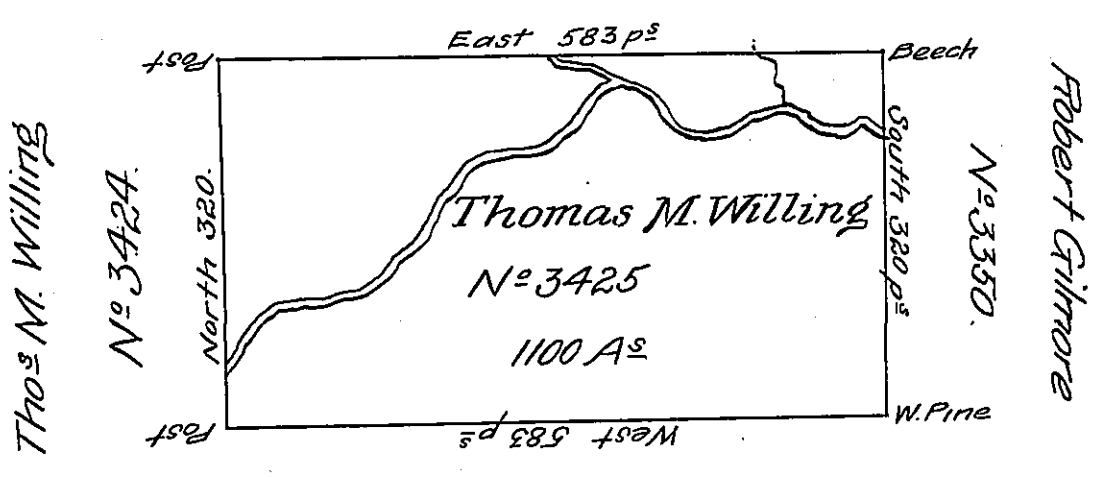 East 583 pˢ
Post
Beech
Thoˢ M. Willing
Nº 3424.
North 320.
Thomas M. Willing
Nº 3425
1100 Aˢ
South 320 pˢ
Nº 3350.
Robert Gilmore
Post
West 583 pˢ
W. Pine